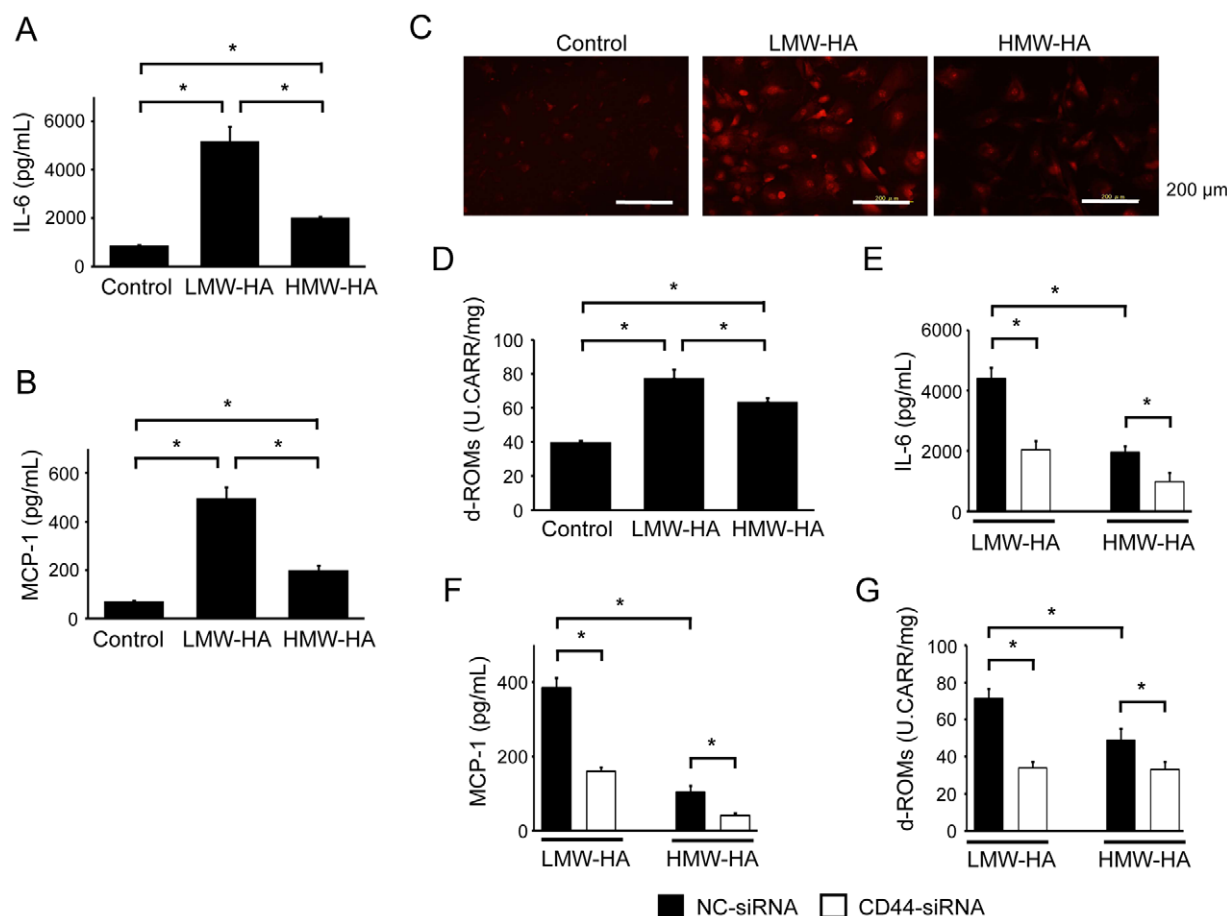 A
*
*
*
IL-6 (pg/mL)
6000
4000
2000
0
Control LMW-HA HMW-HA
B
*
*
*
MCP-1 (pg/mL)
600
400
200
0
Control LMW-HA HMW-HA
C
Control LMW-HA HMW-HA
200 μm
200 μm
200 μm
D
*
*
*
d-ROMs (U.CARR/mg)
100
80
60
40
20
0
Control LMW-HA HMW-HA
E
*
*
*
IL-6 (pg/mL)
6000
4000
2000
0
LMW-HA HMW-HA
F
*
*
*
MCP-1 (pg/mL)
400
200
0
LMW-HA HMW-HA
G
*
*
*
d-ROMs (U.CARR/mg)
100
80
60
40
20
0
LMW-HA HMW-HA
NC-siRNA CD44-siRNA